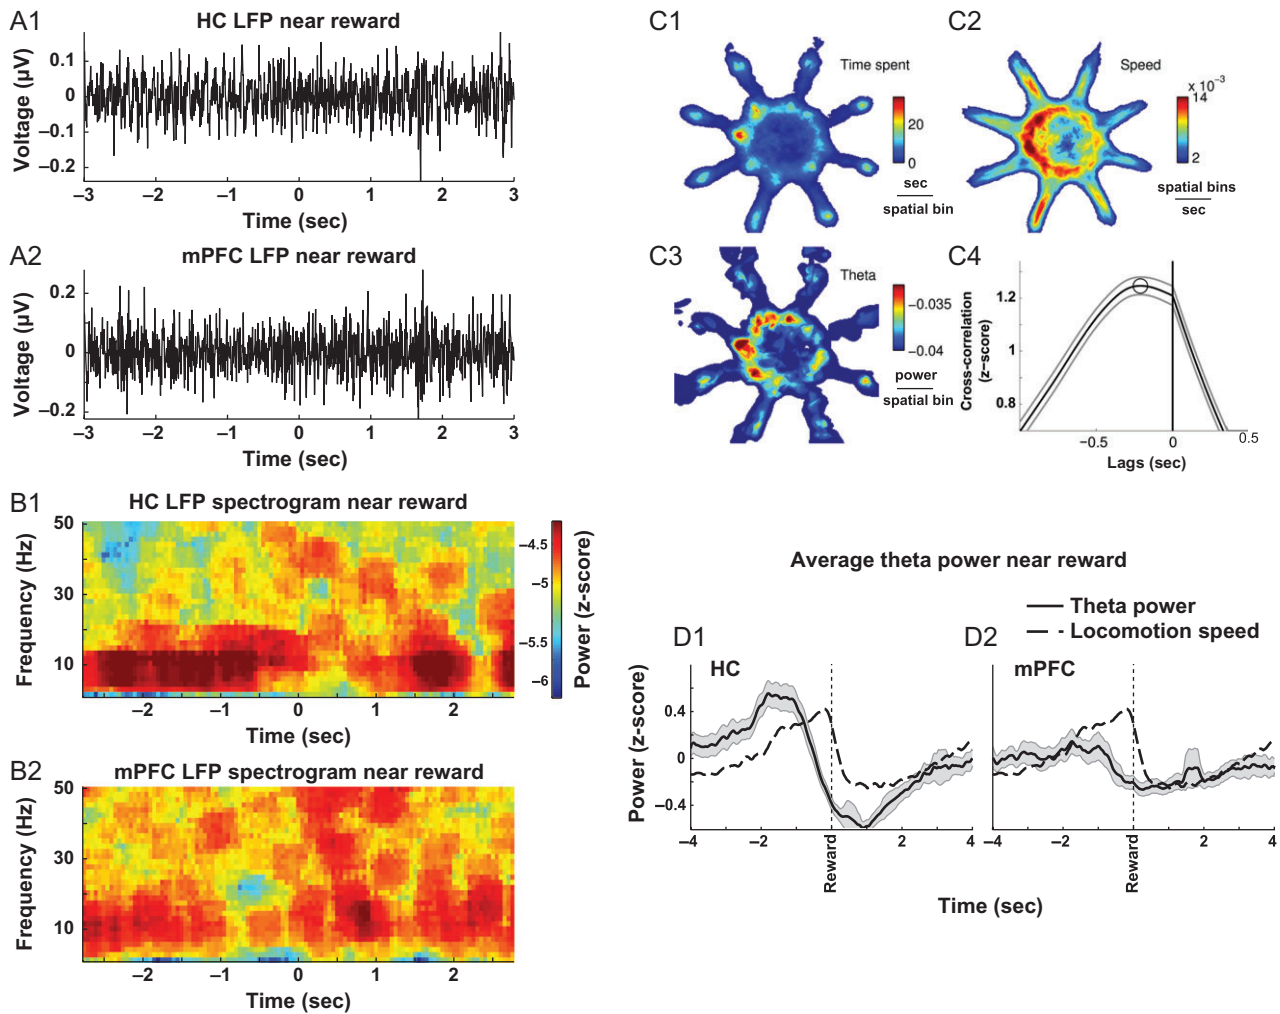 A1
HC LFP near reward
Voltage (µV)
0.1
0
−0.1
−0.2
−3 −2 −1 0 1 2 3
Time (sec)
A2
mPFC LFP near reward
Voltage (µV)
0.2
0
−0.2
−3 −2 −1 0 1 2 3
Time (sec)
B1
HC LFP spectrogram near reward
Frequency (Hz)
50
30
10
−2 −1 0 1 2
Time (sec)
−4.5
−5
−5.5
−6
Power (z-score)
B2
mPFC LFP spectrogram near reward
Frequency (Hz)
50
30
10
−2 −1 0 1 2
Time (sec)
C1
Time spent
20
0
sec
spatial bin
C2
Speed
x 10⁻³
14
2
spatial bins
sec
C3
Theta
−0.035
−0.04
power
spatial bin
C4
Cross-correlation
(z−score)
1.2
1
0.8
−0.5 0 0.5
Lags (sec)
Average theta power near reward
Theta power
Locomotion speed
D1
HC
Power (z-score)
0.4
0
−0.4
−4 −2 Reward 2 4
D2
mPFC
−2 Reward 2 4
Time (sec)